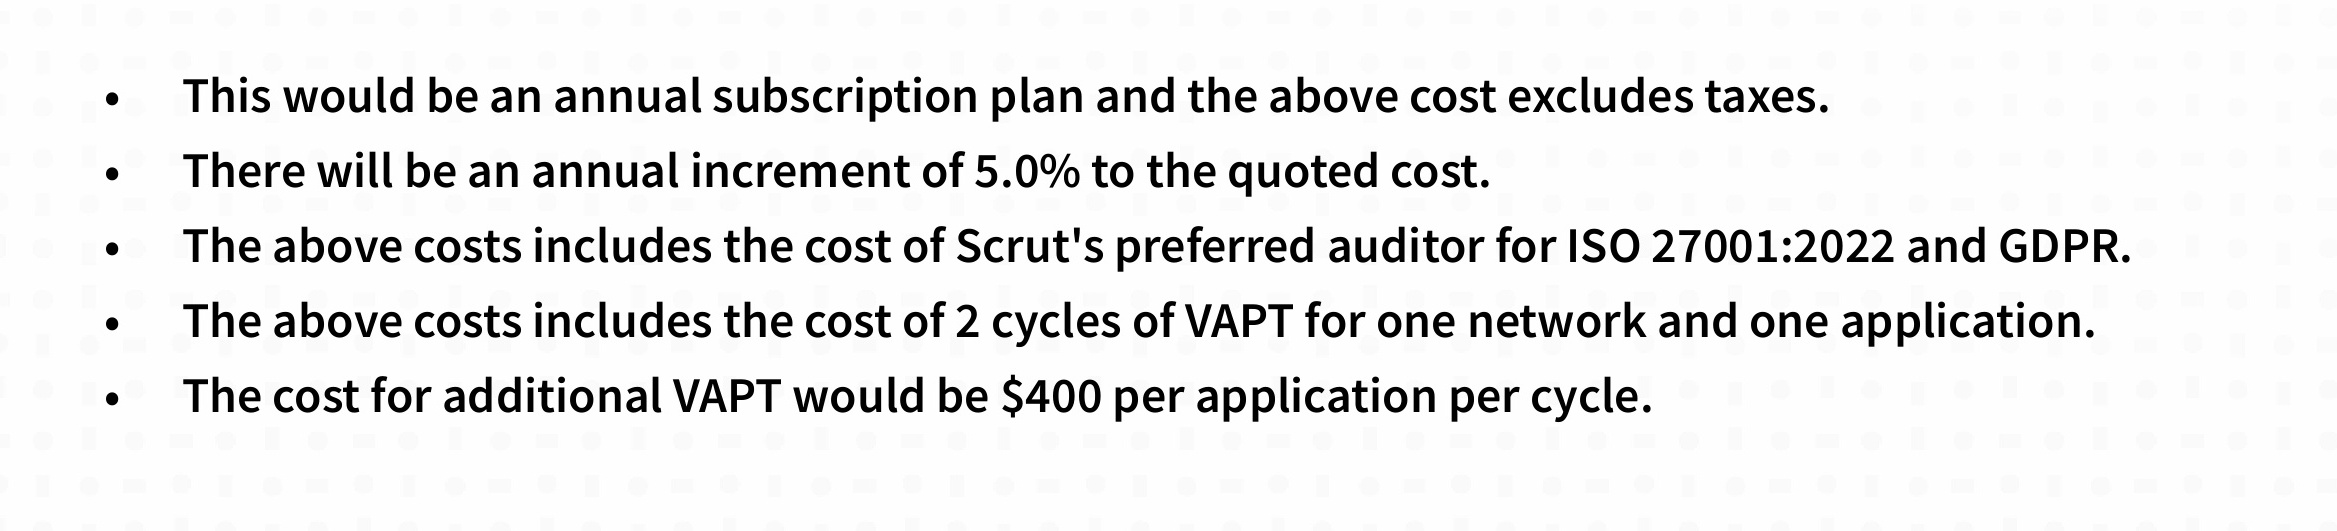 • This would be an annual subscription plan and the above cost excludes taxes.
• There will be an annual increment of 5.0% to the quoted cost.
• The above costs includes the cost of Scrut's preferred auditor for ISO 27001:2022 and GDPR.
• The above costs includes the cost of 2 cycles of VAPT for one network and one application.
• The cost for additional VAPT would be $400 per application per cycle.